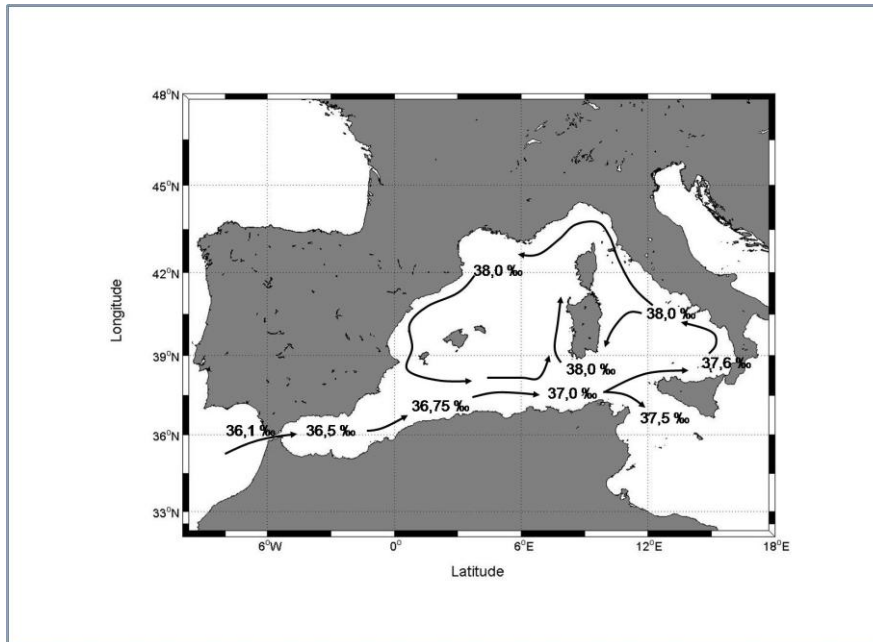 48°N
45°N
42°N
39°N
36°N
33°N
Longitude
38,0 ‰
38,0 ‰
37,6 ‰
38,0 ‰
37,0 ‰
36,75 ‰
37,5 ‰
36,1 ‰
36,5 ‰
6°W
0°
6°E
12°E
18°E
Latitude